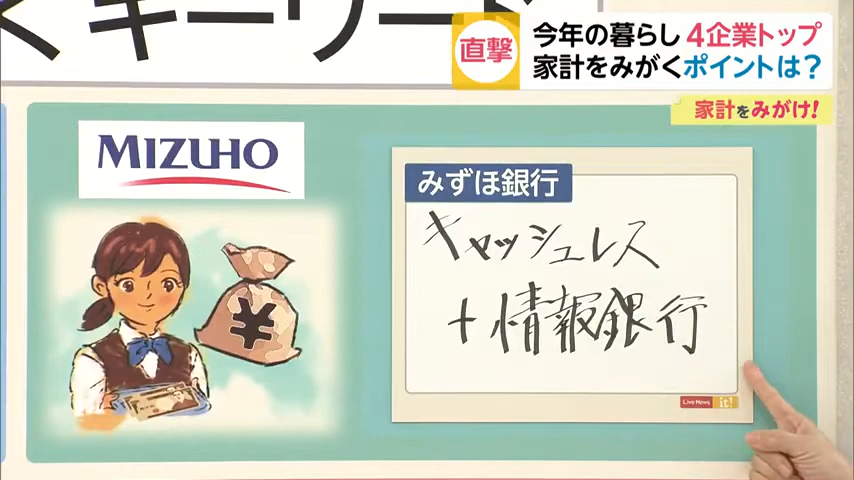 くキーワード
直撃
今年の暮らし 4企業トップ
家計をみがくポイントは?
家計をみがけ!
MIZUHO
みずほ銀行
キャッシュレス
+情報銀行
¥
Live News it!